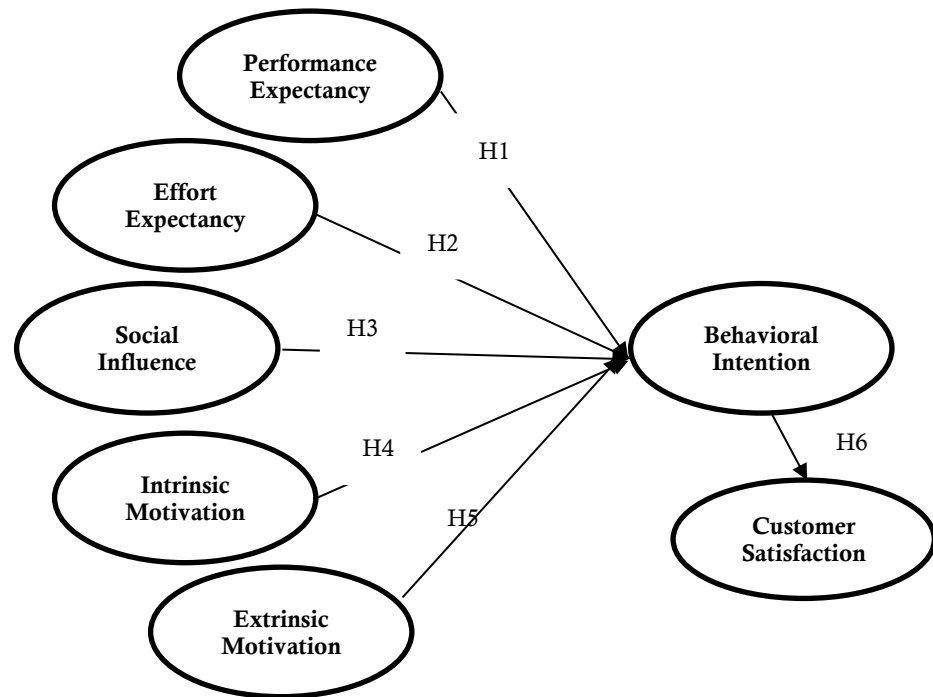 Performance
Expectancy
H1
Effort
Expectancy
H2
Social
Influence
H3
Behavioral
Intention
Intrinsic
Motivation
H4
H6
H5
Customer
Satisfaction
Extrinsic
Motivation